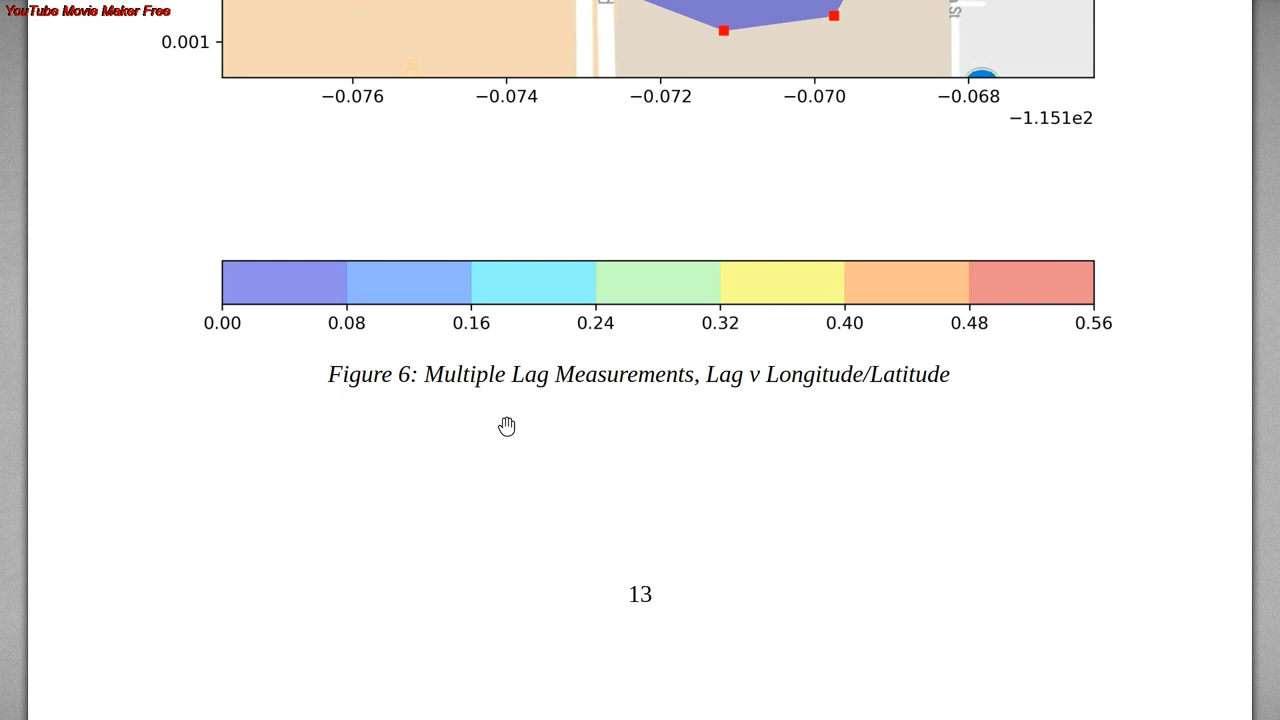 YouTube Movie Maker Free
St
0.001
−0.076 −0.074 −0.072 −0.070 −0.068
−1.151e2
0.00 0.08 0.16 0.24 0.32 0.40 0.48 0.56
Figure 6: Multiple Lag Measurements, Lag v Longitude/Latitude
13